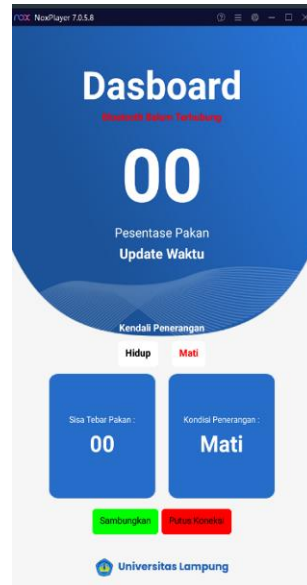 nox NoxPlayer 7.0.5.8
Dasboard
Belum Terhubung
00
Pesentase Pakan
Update Waktu
Kendali Penerangan
Hidup Mati
Sisa Tebar Pakan : Kondisi Penerangan :
00 Mati
Sambungkan Putus Koneksi
Universitas Lampung